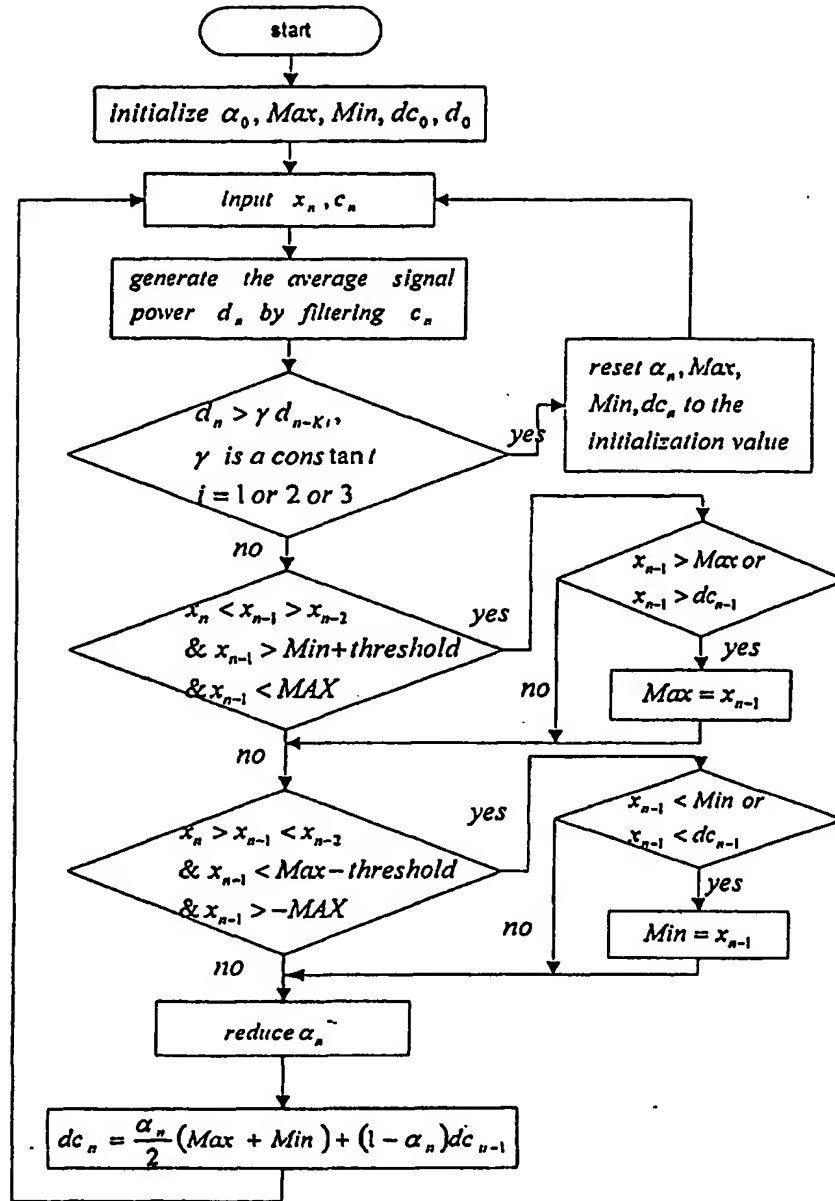 start
initialize α₀, Max, Min, dc₀, d₀
Input xₙ, cₙ
generate the average signal
power dₙ by filtering cₙ
dₙ > γ dₙ₋ₖᵢ,
γ is a cons tan t
i = 1 or 2 or 3
yes
reset αₙ, Max,
Min, dcₙ to the
initialization value
no
xₙ < xₙ₋₁ > xₙ₋₂
& xₙ₋₁ > Min + threshold
& xₙ₋₁ < MAX
yes
xₙ₋₁ > Max or
xₙ₋₁ > dcₙ₋₁
yes
no
Max = xₙ₋₁
no
xₙ > xₙ₋₁ < xₙ₋₂
& xₙ₋₁ < Max − threshold
& xₙ₋₁ > −MAX
yes
xₙ₋₁ < Min or
xₙ₋₁ < dcₙ₋₁
yes
no
Min = xₙ₋₁
no
reduce αₙ
dcₙ = αₙ/2 (Max + Min) + (1 − αₙ)dcₙ₋₁